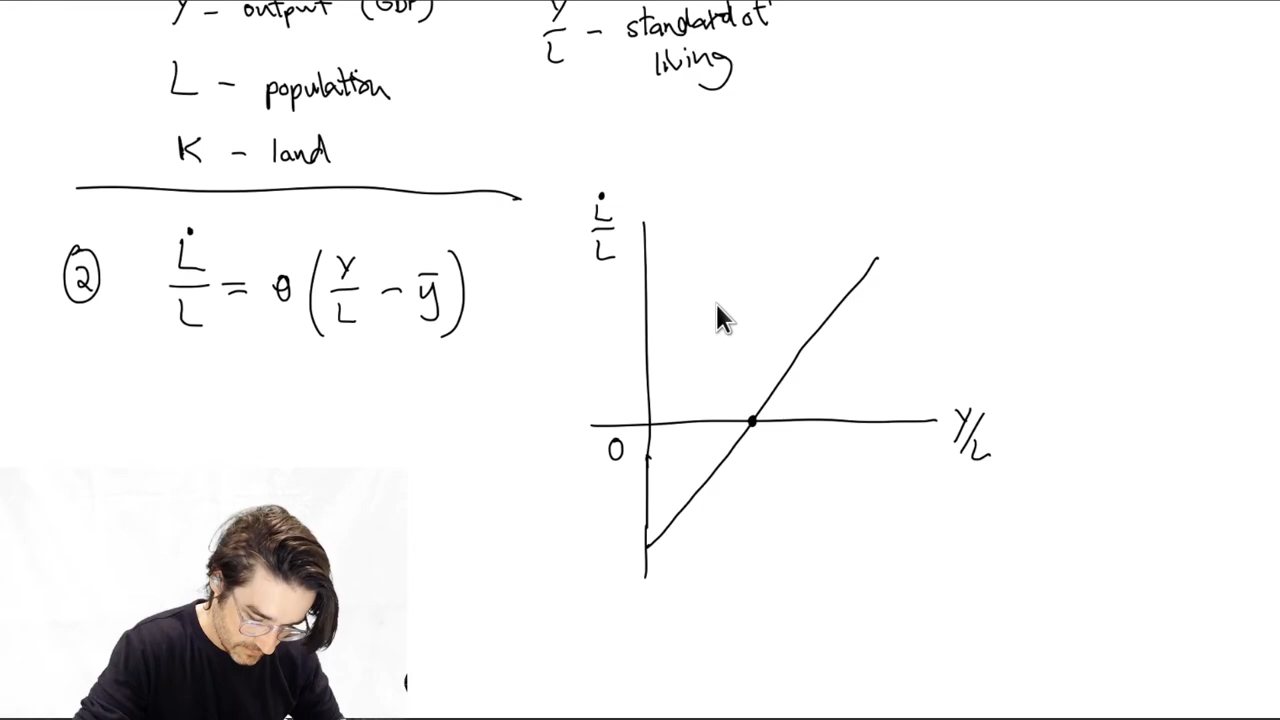 Y - output (GDP)
Y/L - standard of living
L - population
K - land
② L̇/L = θ (Y/L - ȳ)
L̇/L
0
Y/L